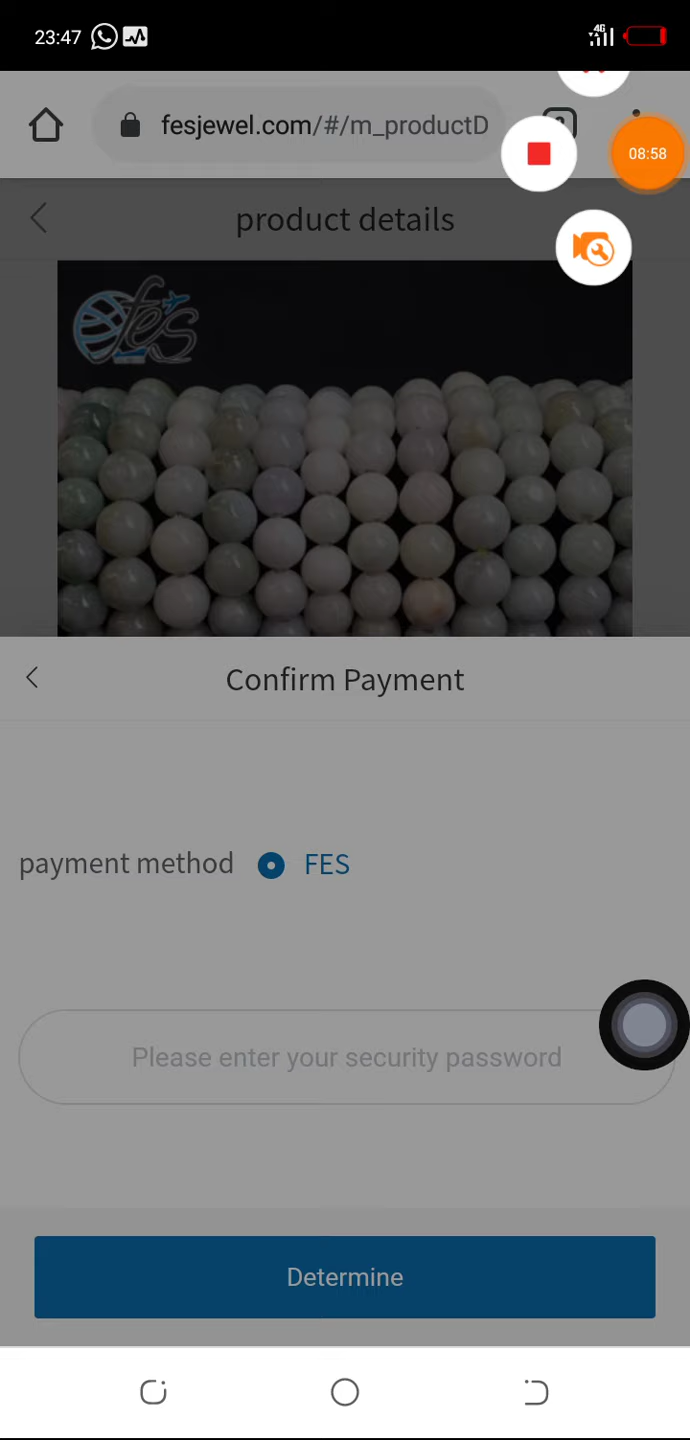 23:47
4G
fesjewel.com/#/m_productD
08:58
product details
fes
Confirm Payment
payment method FES
Please enter your security password
Determine